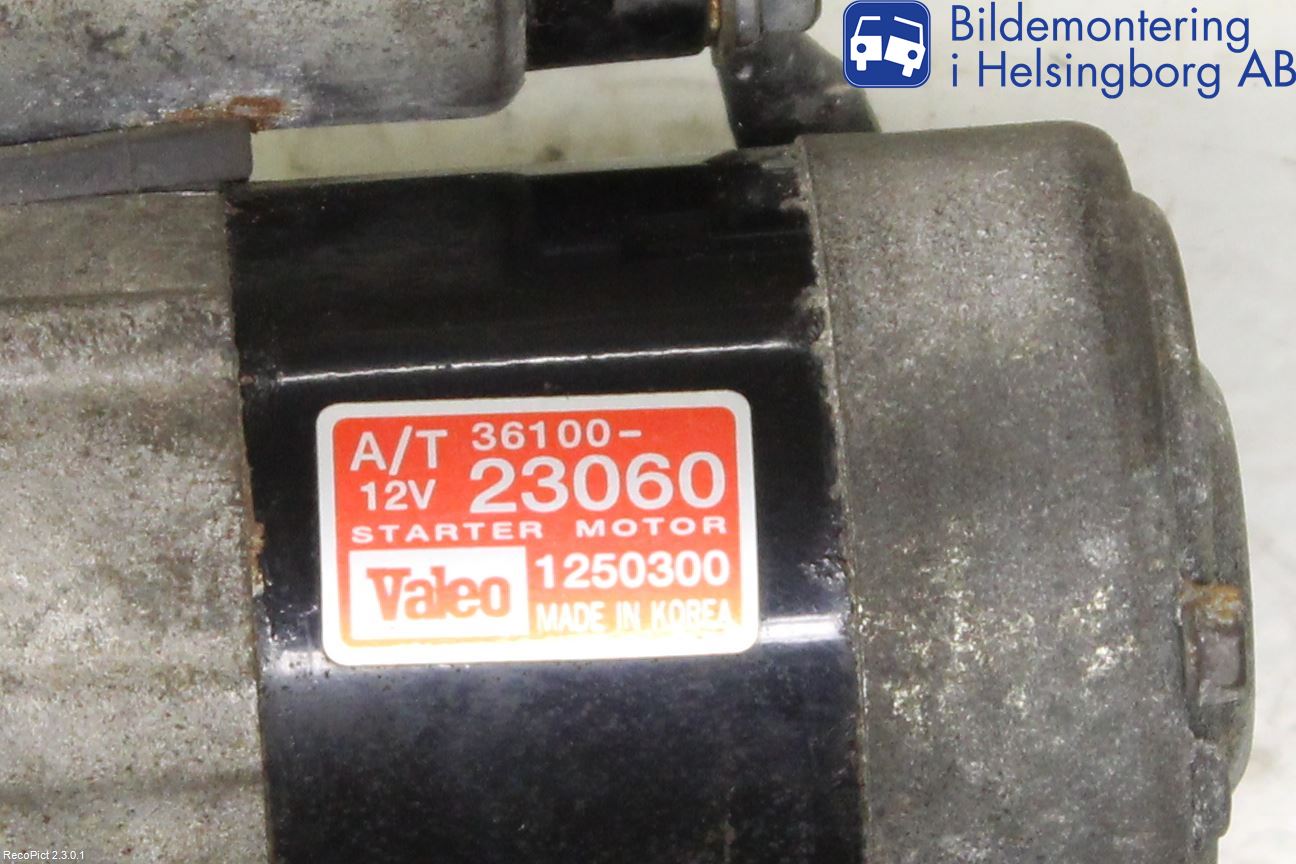 Bildemontering
i Helsingborg AB
A/T 36100-
12V 23060
STARTER MOTOR
Valeo 1250300
MADE IN KOREA
RecoPict 2.3.0.1